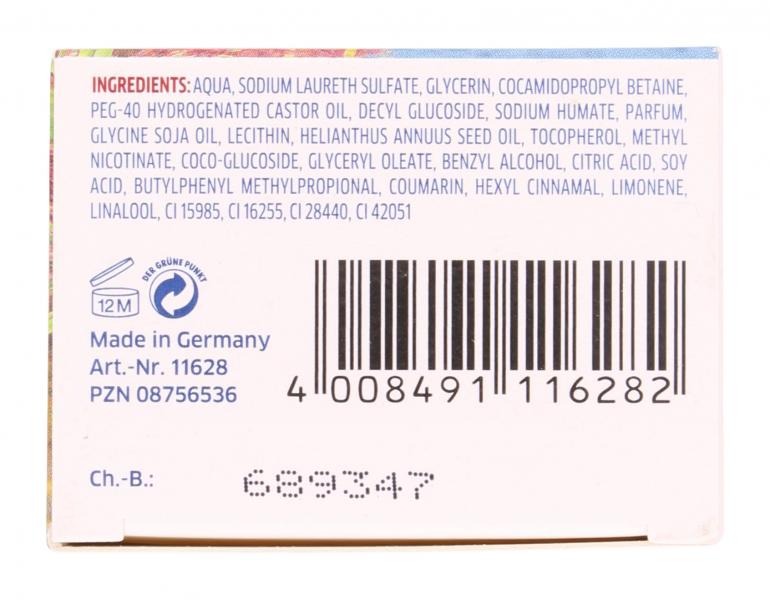 INGREDIENTS: AQUA, SODIUM LAURETH SULFATE, GLYCERIN, COCAMIDOPROPYL BETAINE,
PEG-40 HYDROGENATED CASTOR OIL, DECYL GLUCOSIDE, SODIUM HUMATE, PARFUM,
GLYCINE SOJA OIL, LECITHIN, HELIANTHUS ANNUUS SEED OIL, TOCOPHEROL, METHYL
NICOTINATE, COCO-GLUCOSIDE, GLYCERYL OLEATE, BENZYL ALCOHOL, CITRIC ACID, SOY
ACID, BUTYLPHENYL METHYLPROPIONAL, COUMARIN, HEXYL CINNAMAL, LIMONENE,
LINALOOL, CI 15985, CI 16255, CI 28440, CI 42051
12 M
DER GRÜNE PUNKT
Made in Germany
Art.-Nr. 11628
PZN 08756536
4 008491 116282
Ch.-B.: 689347